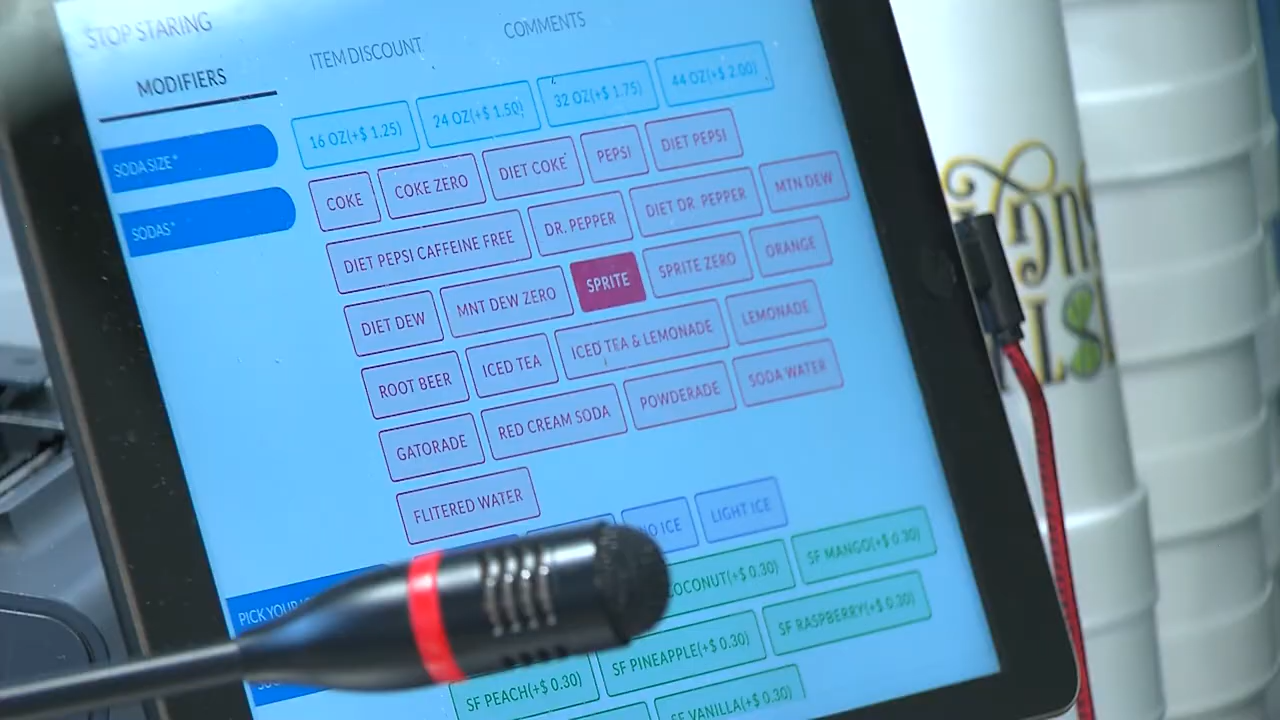 STOP STARING
MODIFIERS
ITEM DISCOUNT
COMMENTS
SODA SIZE*
16 OZ(+$ 1.25) 24 OZ(+$ 1.50) 32 OZ(+$ 1.75) 44 OZ(+$ 2.00)
SODAS*
COKE COKE ZERO DIET COKE PEPSI DIET PEPSI
DIET PEPSI CAFFEINE FREE DR. PEPPER DIET DR. PEPPER MTN DEW
DIET DEW MNT DEW ZERO SPRITE SPRITE ZERO ORANGE
ROOT BEER ICED TEA ICED TEA & LEMONADE LEMONADE
GATORADE RED CREAM SODA POWDERADE SODA WATER
FLITERED WATER
PICK YOUR
NO ICE LIGHT ICE
COCONUT(+$ 0.30) SF MANGO(+$ 0.30)
SF PEACH(+$ 0.30) SF PINEAPPLE(+$ 0.30) SF RASPBERRY(+$ 0.30)
SF VANILLA(+$ 0.30)